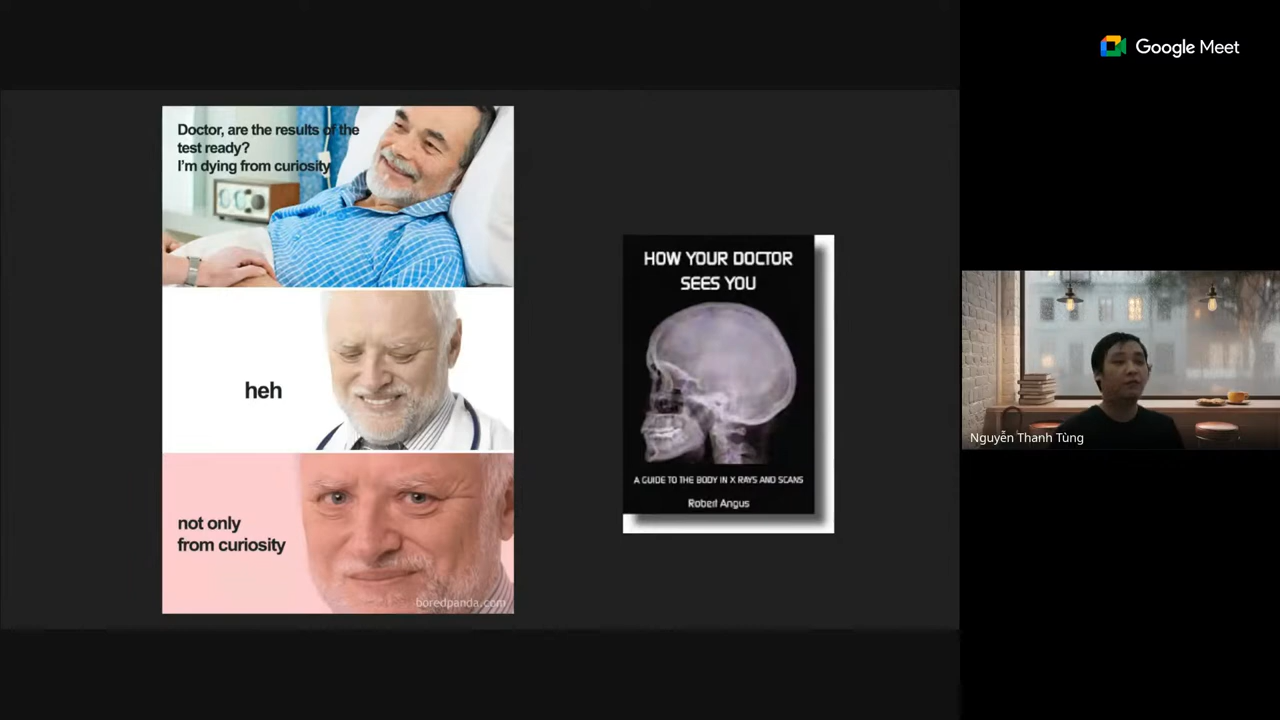 Google Meet
Doctor, are the results of the
test ready?
I'm dying from curiosity
heh
not only
from curiosity
boredpanda.com
HOW YOUR DOCTOR
SEES YOU
A GUIDE TO THE BODY IN X RAYS AND SCANS
Robert Angus
Nguyễn Thanh Tùng